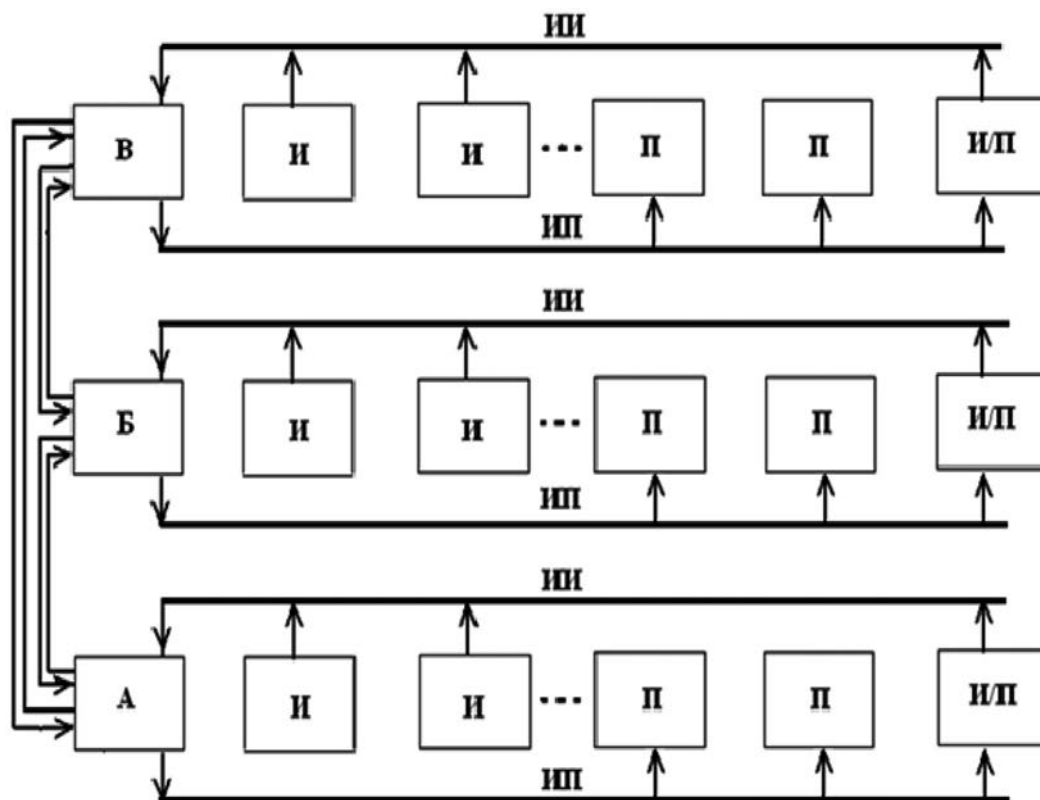 ИИ
В И И ... П П И/П
ИП
ИИ
Б И И ... П П И/П
ИП
ИИ
А И И ... П П И/П
ИП